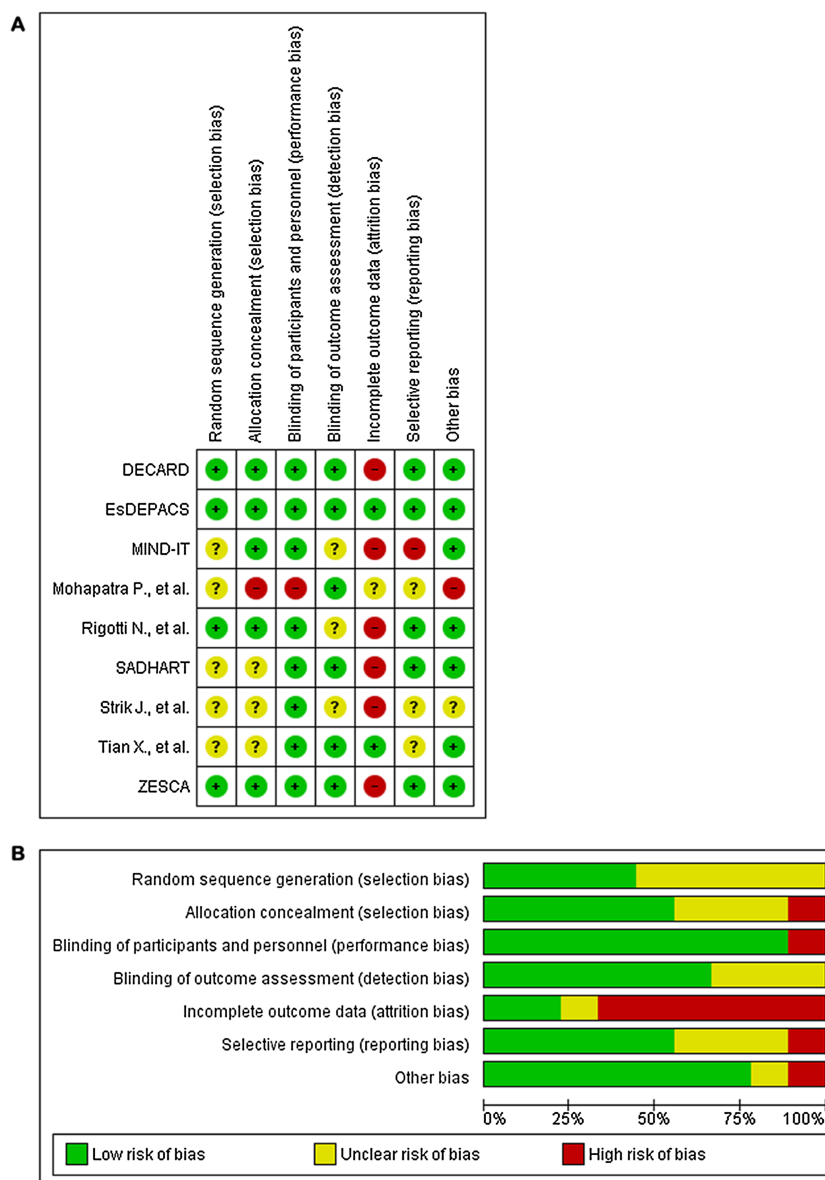 A
Random sequence generation (selection bias)
Allocation concealment (selection bias)
Blinding of participants and personnel (performance bias)
Blinding of outcome assessment (detection bias)
Incomplete outcome data (attrition bias)
Selective reporting (reporting bias)
Other bias
DECARD + + + + - + +
EsDEPACS + + + + + + +
MIND-IT ? + + ? - - +
Mohapatra P., et al. ? - - + ? ? -
Rigotti N., et al. + + + ? - + +
SADHART ? ? + + - + +
Strik J., et al. ? ? + ? - ? ?
Tian X., et al. ? ? + + + ? +
ZESCA + + + + - + +
B
Random sequence generation (selection bias)
Allocation concealment (selection bias)
Blinding of participants and personnel (performance bias)
Blinding of outcome assessment (detection bias)
Incomplete outcome data (attrition bias)
Selective reporting (reporting bias)
Other bias
0% 25% 50% 75% 100%
Low risk of bias Unclear risk of bias High risk of bias